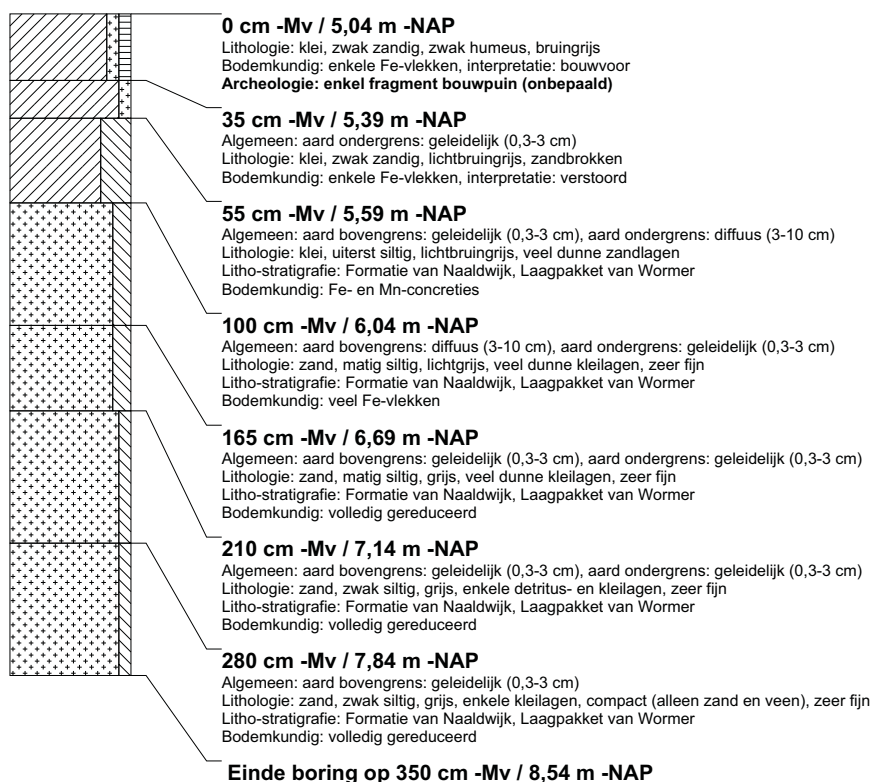 0 cm -Mv / 5,04 m -NAP
Lithologie: klei, zwak zandig, zwak humeus, bruingrijs
Bodemkundig: enkele Fe-vlekken, interpretatie: bouwvoor
Archeologie: enkel fragment bouwpuin (onbepaald)
35 cm -Mv / 5,39 m -NAP
Algemeen: aard ondergrens: geleidelijk (0,3-3 cm)
Lithologie: klei, zwak zandig, lichtbruingrijs, zandbrokken
Bodemkundig: enkele Fe-vlekken, interpretatie: verstoord
55 cm -Mv / 5,59 m -NAP
Algemeen: aard bovengrens: geleidelijk (0,3-3 cm), aard ondergrens: diffuus (3-10 cm)
Lithologie: klei, uiterst siltig, lichtbruingrijs, veel dunne zandlagen
Litho-stratigrafie: Formatie van Naaldwijk, Laagpakket van Wormer
Bodemkundig: Fe- en Mn-concreties
100 cm -Mv / 6,04 m -NAP
Algemeen: aard bovengrens: diffuus (3-10 cm), aard ondergrens: geleidelijk (0,3-3 cm)
Lithologie: zand, matig siltig, lichtgrijs, veel dunne kleilagen, zeer fijn
Litho-stratigrafie: Formatie van Naaldwijk, Laagpakket van Wormer
Bodemkundig: veel Fe-vlekken
165 cm -Mv / 6,69 m -NAP
Algemeen: aard bovengrens: geleidelijk (0,3-3 cm), aard ondergrens: geleidelijk (0,3-3 cm)
Lithologie: zand, matig siltig, grijs, veel dunne kleilagen, zeer fijn
Litho-stratigrafie: Formatie van Naaldwijk, Laagpakket van Wormer
Bodemkundig: volledig gereduceerd
210 cm -Mv / 7,14 m -NAP
Algemeen: aard bovengrens: geleidelijk (0,3-3 cm), aard ondergrens: geleidelijk (0,3-3 cm)
Lithologie: zand, zwak siltig, grijs, enkele detritus- en kleilagen, zeer fijn
Litho-stratigrafie: Formatie van Naaldwijk, Laagpakket van Wormer
Bodemkundig: volledig gereduceerd
280 cm -Mv / 7,84 m -NAP
Algemeen: aard bovengrens: geleidelijk (0,3-3 cm)
Lithologie: zand, zwak siltig, grijs, enkele kleilagen, compact (alleen zand en veen), zeer fijn
Litho-stratigrafie: Formatie van Naaldwijk, Laagpakket van Wormer
Bodemkundig: volledig gereduceerd
Einde boring op 350 cm -Mv / 8,54 m -NAP